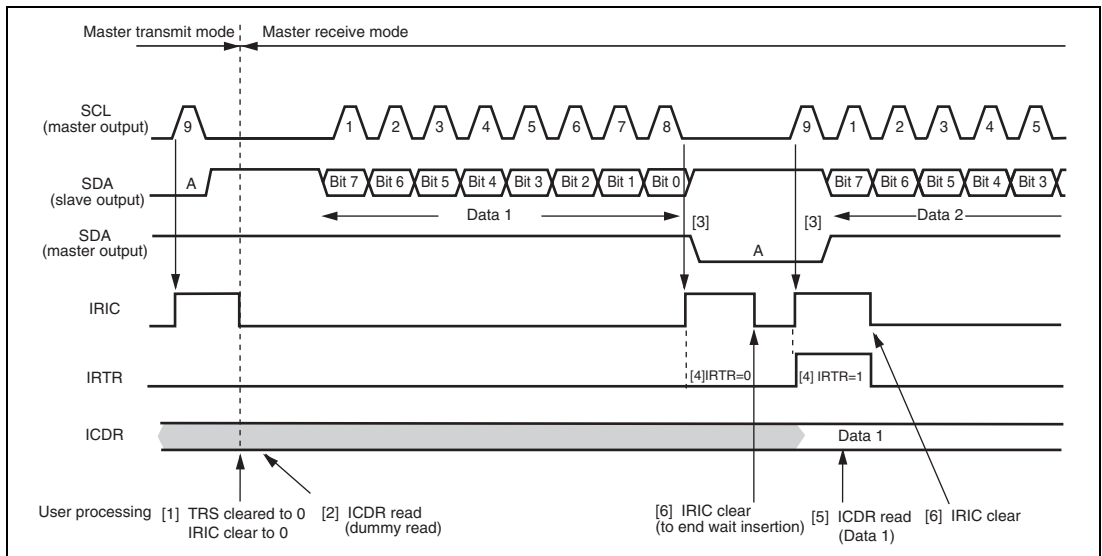 Master transmit mode
Master receive mode
SCL
(master output)
9
1
2
3
4
5
6
7
8
9
1
2
3
4
5
SDA
(slave output)
A
Bit 7
Bit 6
Bit 5
Bit 4
Bit 3
Bit 2
Bit 1
Bit 0
Bit 7
Bit 6
Bit 5
Bit 4
Bit 3
Data 1
[3]
[3]
Data 2
SDA
(master output)
A
IRIC
IRTR
[4]IRTR=0
[4] IRTR=1
ICDR
Data 1
User processing
[1] TRS cleared to 0
IRIC clear to 0
[2] ICDR read
(dummy read)
[6] IRIC clear
(to end wait insertion)
[5] ICDR read
(Data 1)
[6] IRIC clear